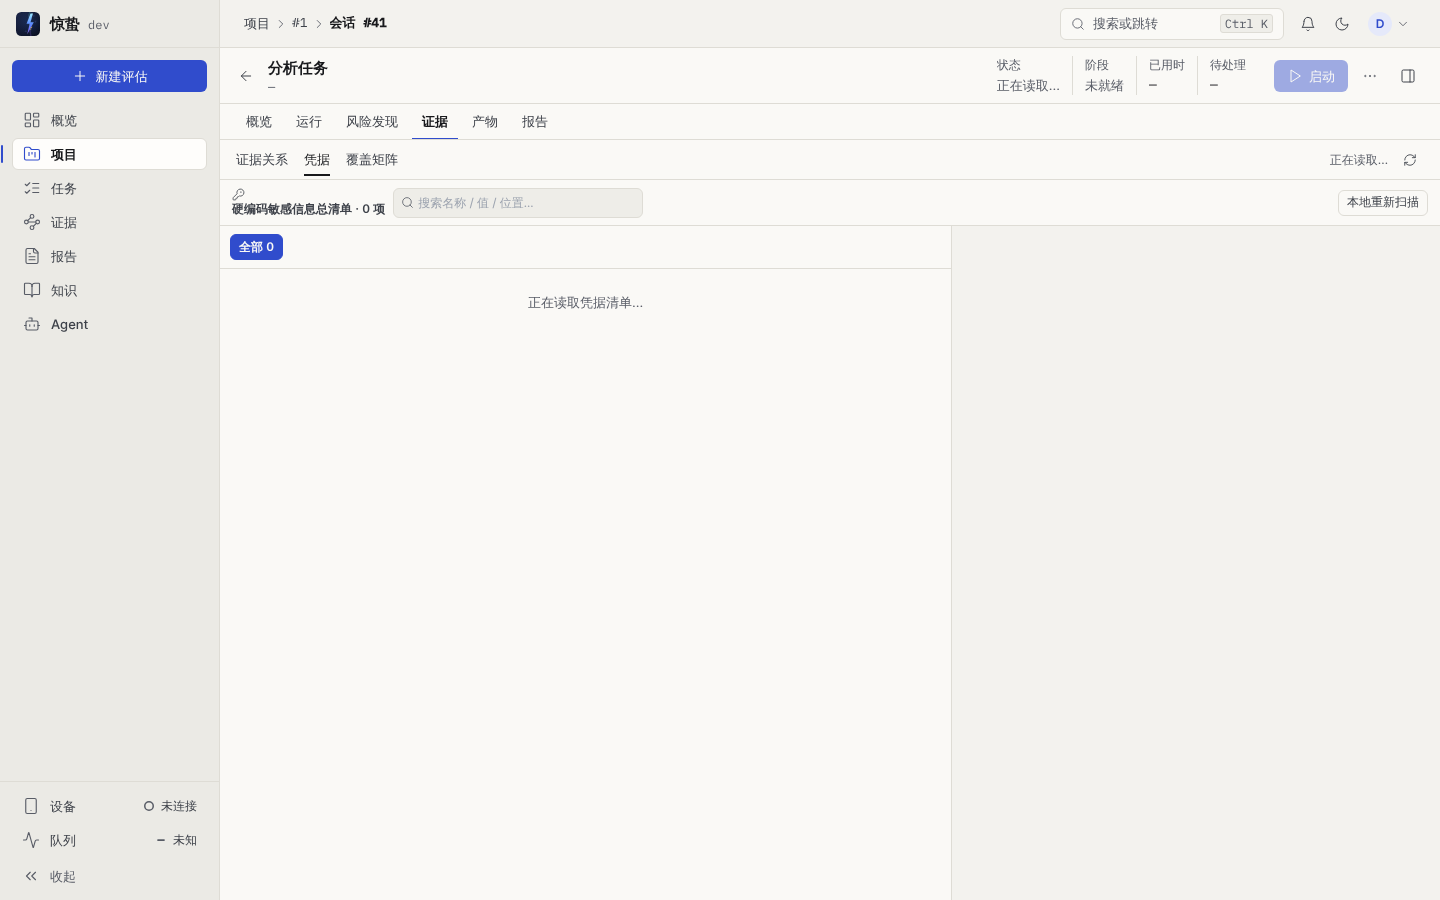 惊蛰 dev
项目 #1 会话 #41
搜索或跳转 Ctrl K
D
新建评估
概览
项目
任务
证据
报告
知识
Agent
设备 未连接
队列 – 未知
收起
分析任务
–
状态
正在读取...
阶段
未就绪
已用时
–
待处理
–
启动
概览 运行 风险发现 证据 产物 报告
证据关系 凭据 覆盖矩阵
正在读取...
硬编码敏感信息总清单 · 0 项
搜索名称 / 值 / 位置...
本地重新扫描
全部 0
正在读取凭据清单...